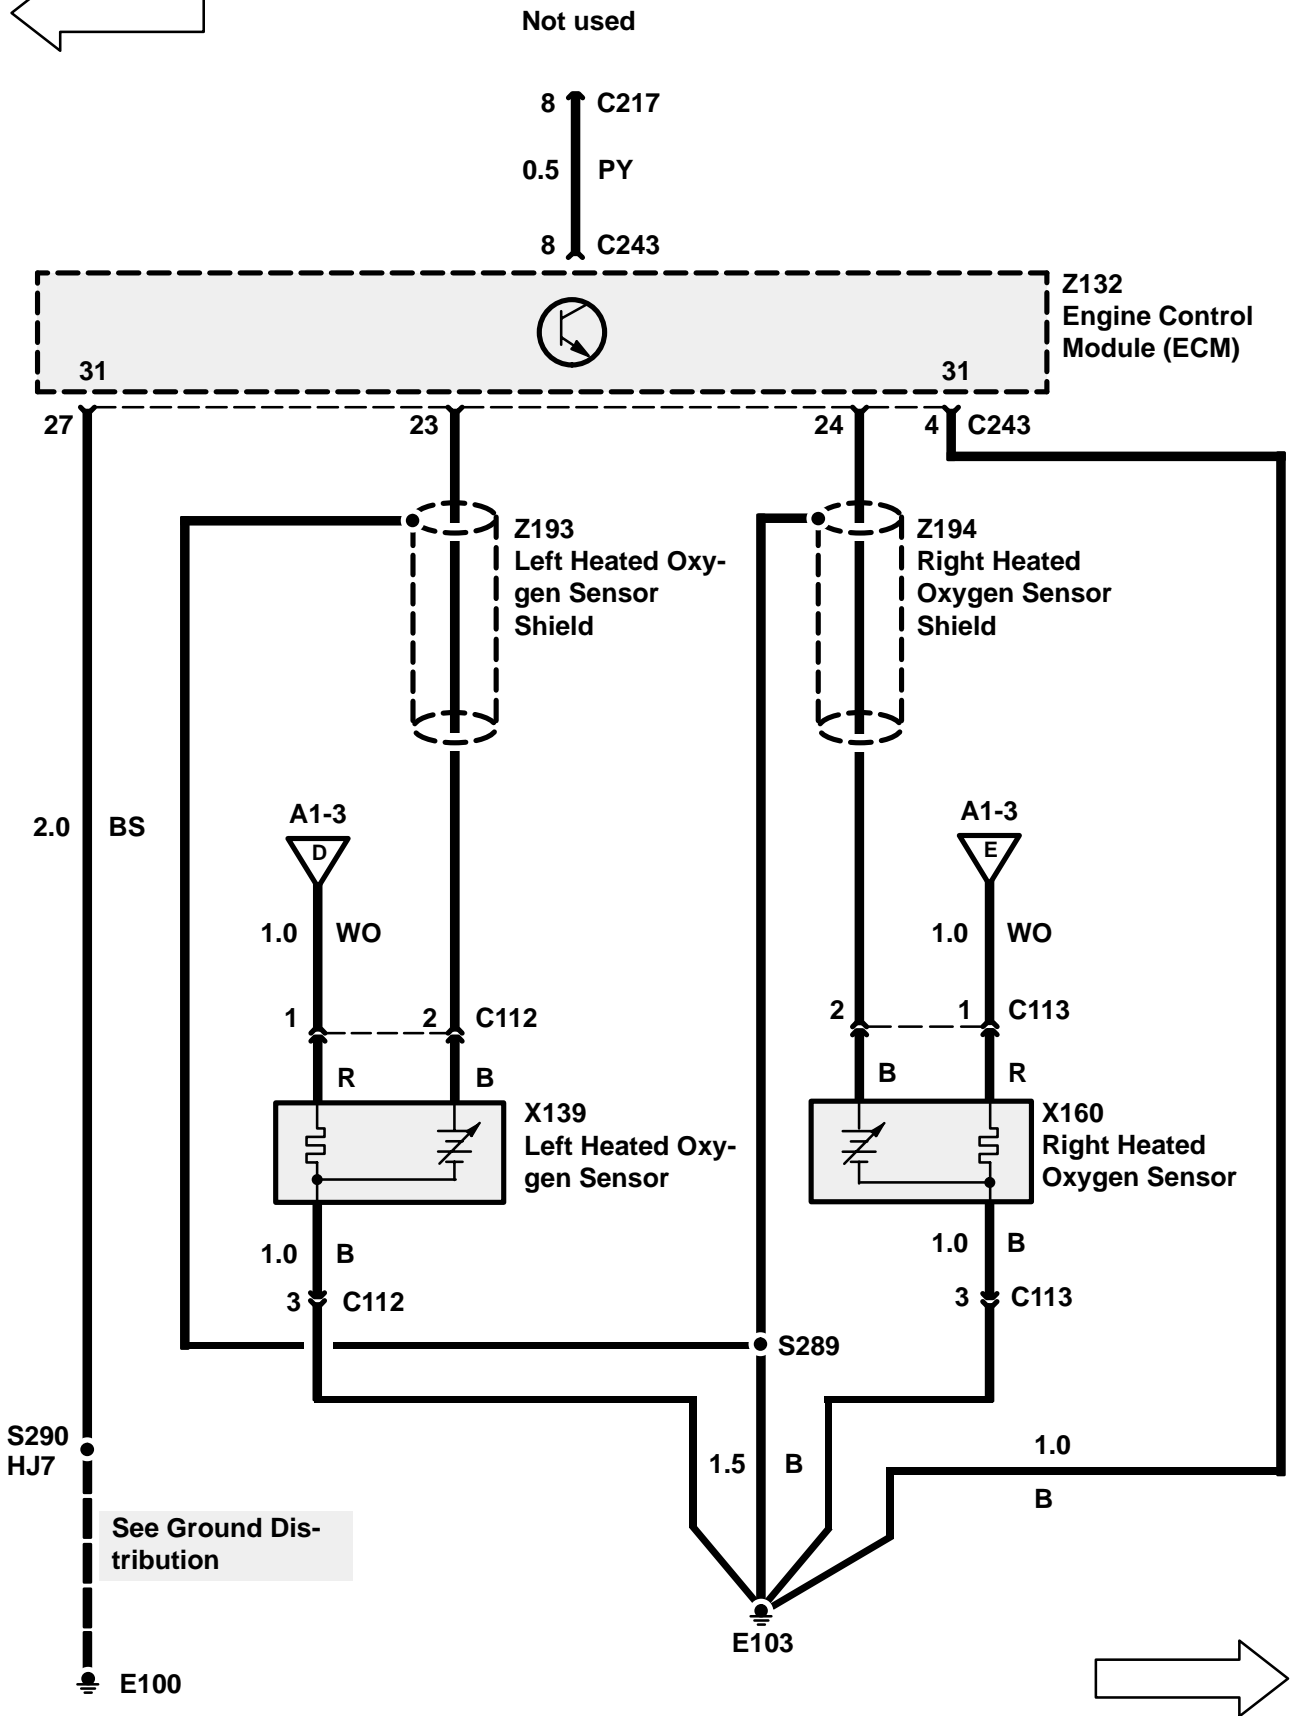 Not used
8 C217
0.5 PY
8 C243
Z132
Engine Control
Module (ECM)
31 31
27 23 24 4 C243
Z193
Left Heated Oxy-
gen Sensor
Shield
Z194
Right Heated
Oxygen Sensor
Shield
2.0 BS
A1-3
D
A1-3
E
1.0 WO
1.0 WO
1 2 C112
2 1 C113
R B
B R
X139
Left Heated Oxy-
gen Sensor
X160
Right Heated
Oxygen Sensor
1.0 B
1.0 B
3 C112
3 C113
S289
S290
HJ7
1.5 B
1.0
B
See Ground Dis-
tribution
E103
E100